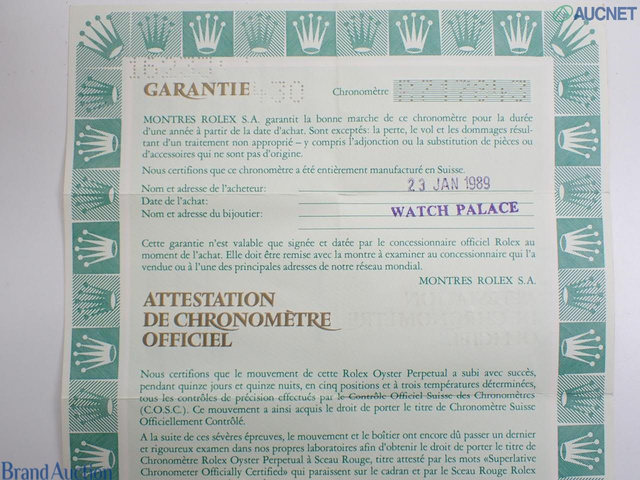 AUCNET
GARANTIE
Chronomètre
MONTRES ROLEX S.A. garantit la bonne marche de ce chronomètre pour la durée
d'une année à partir de la date d'achat. Sont exceptés: la perte, le vol et les dommages résul-
tant d'un traitement non approprié – y compris l'adjonction ou la substitution de pièces ou
d'accessoires qui ne sont pas d'origine.
Nous certifions que ce chronomètre a été entièrement manufacturé en Suisse.
Nom et adresse de l'acheteur:
23 JAN 1989
Date de l'achat:
Nom et adresse du bijoutier:
WATCH PALACE
Cette garantie n'est valable que signée et datée par le concessionnaire officiel Rolex au
moment de l'achat. Elle doit être remise avec la montre à examiner au concessionnaire qui l'a
vendue ou à l'une des principales adresses de notre réseau mondial.
MONTRES ROLEX S.A.
ATTESTATION
DE CHRONOMÈTRE
OFFICIEL
Nous certifions que le mouvement de cette Rolex Oyster Perpetual a subi avec succès,
pendant quinze jours et quinze nuits, en cinq positions et à trois températures déterminées,
tous les contrôles de précision effectués par le Contrôle Officiel Suisse des Chronomètres
(C.O.S.C.). Ce mouvement a ainsi acquis le droit de porter le titre de Chronomètre Suisse
Officiellement Contrôlé.
A la suite de ces sévères épreuves, le mouvement et le boîtier ont encore dû passer un dernier
et rigoureux examen dans nos propres laboratoires afin d'obtenir le droit de porter le titre de
Chronomètre Rolex Oyster Perpetual à Sceau Rouge, titre attesté par les mots «Superlative
Chronometer Officially Certified» qui paraissent sur le cadran et par le Sceau Rouge Rolex
Brand Auction